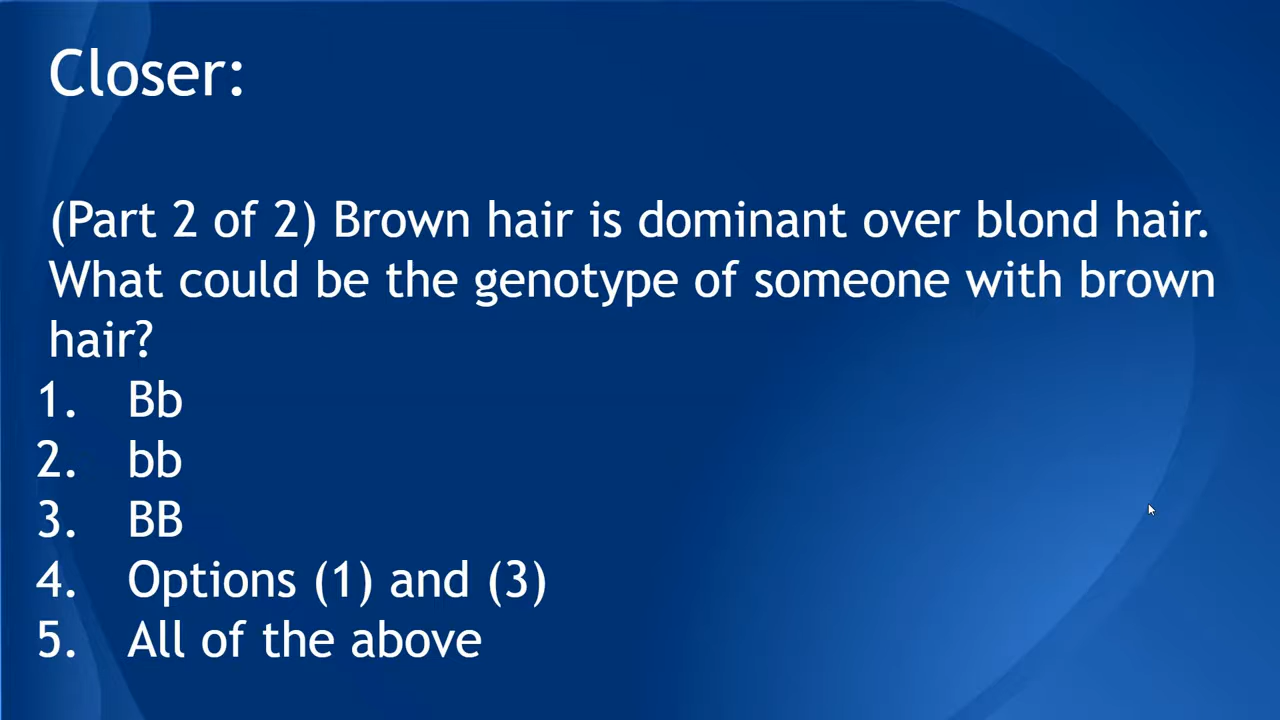 Closer:
(Part 2 of 2) Brown hair is dominant over blond hair.
What could be the genotype of someone with brown
hair?
1. Bb
2. bb
3. BB
4. Options (1) and (3)
5. All of the above